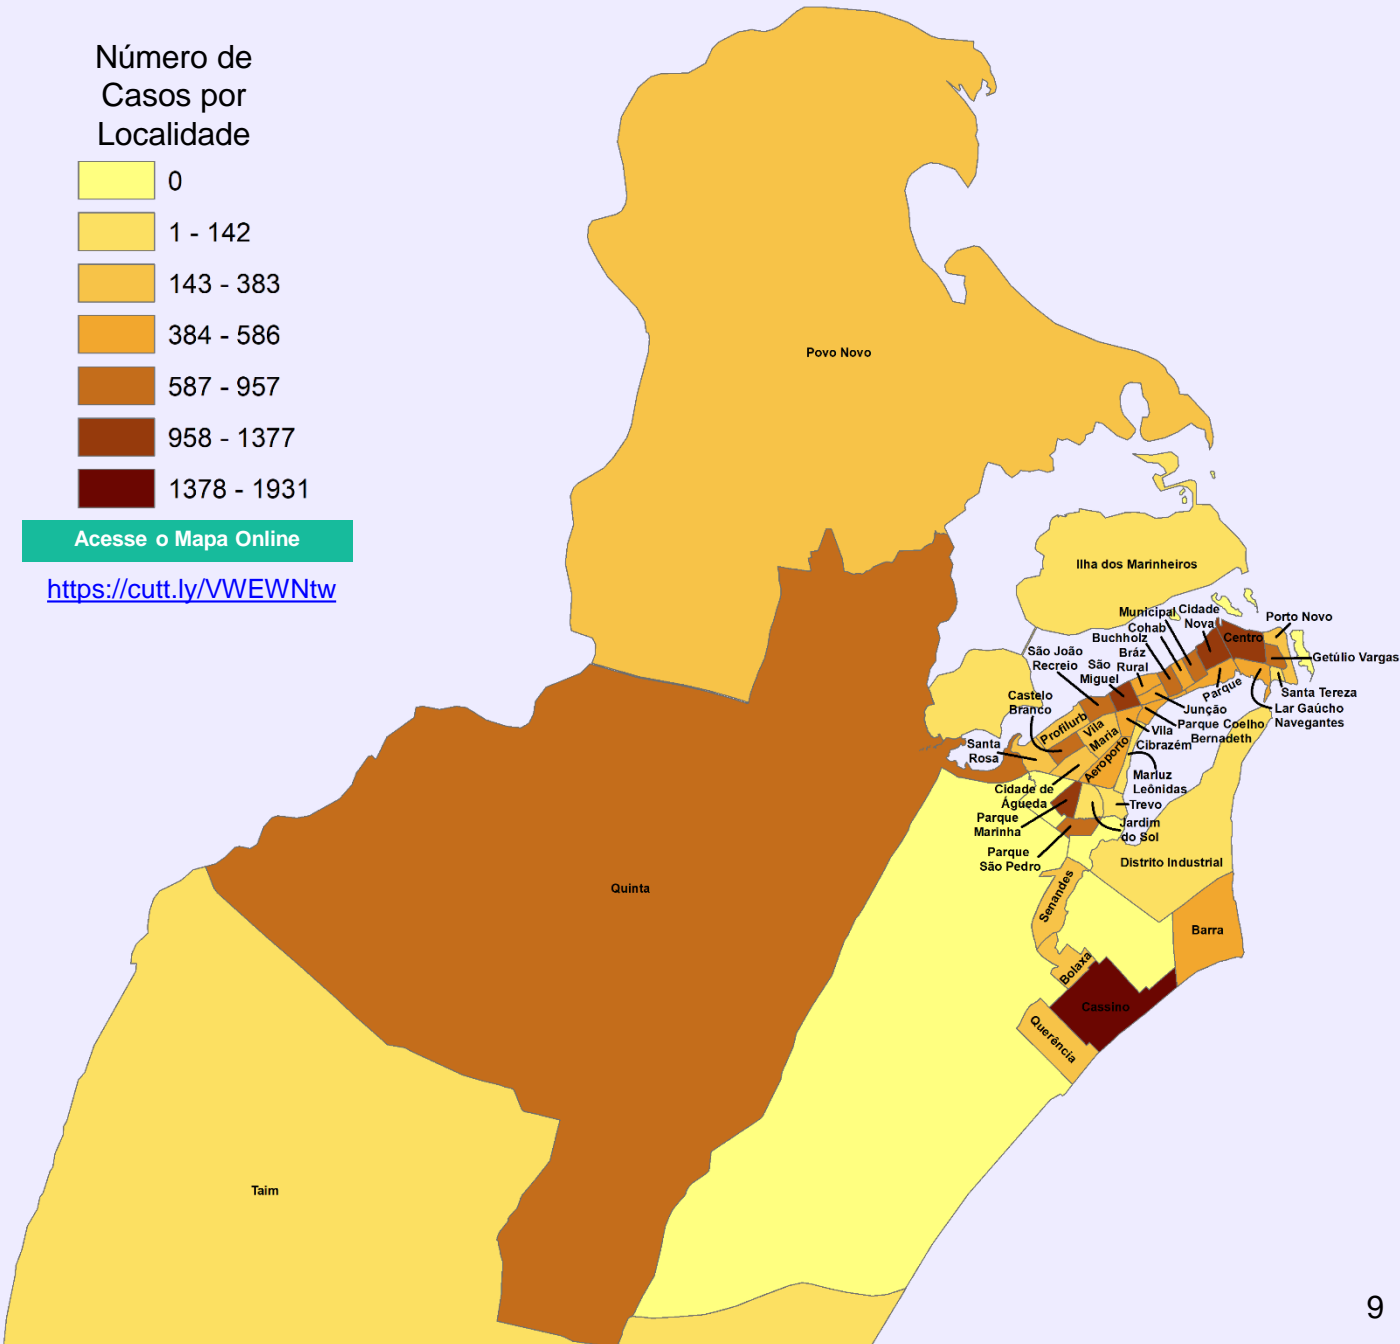 Número de
Casos por
Localidade
0
1 - 142
143 - 383
384 - 586
587 - 957
958 - 1377
1378 - 1931
Acesse o Mapa Online
https://cutt.ly/VWEWNtw
Povo Novo
Ilha dos Marinheiros
Municipal
Cidade
Nova
Porto Novo
Cohab
Buchholz
Centro
Bráz
Rural
Getúlio Vargas
São João
Recreio
São
Miguel
Parque
Santa Tereza
Castelo
Branco
Junção
Lar Gaúcho
Navegantes
Profilurb
Vila
Maria
Parque Coelho
Bernadeth
Vila
Cibrazém
Santa
Rosa
Aeroporto
Marluz
Leônidas
Cidade de
Águeda
Trevo
Parque
Marinha
Jardim
do Sol
Parque
São Pedro
Distrito Industrial
Quinta
Senandes
Barra
Bolaxa
Cassino
Querência
Taim
9